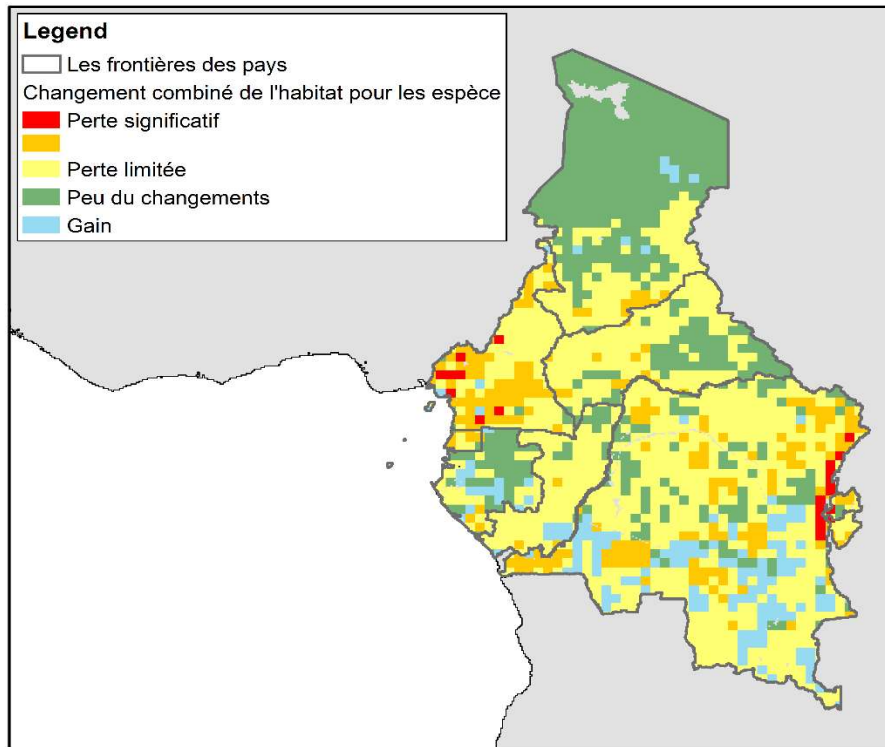 Legend
Les frontières des pays
Changement combiné de l'habitat pour les espèce
Perte significatif
Perte limitée
Peu du changements
Gain